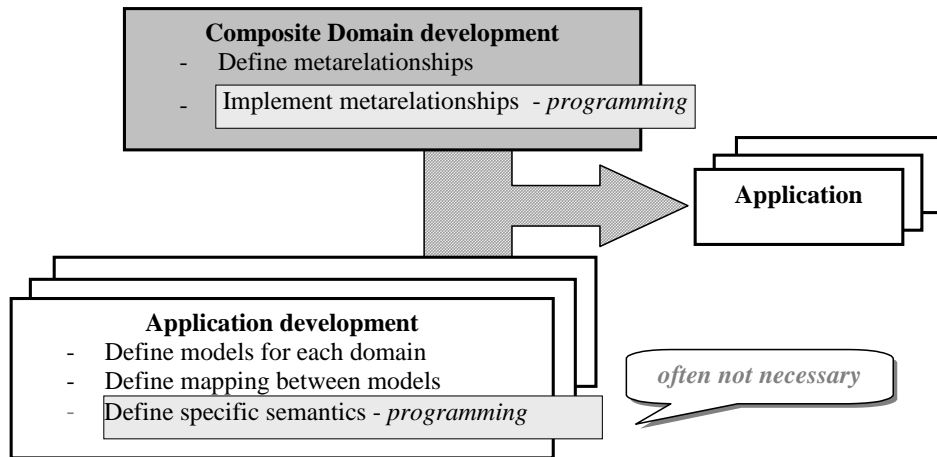 Composite Domain development
- Define metarelationships
- Implement metarelationships - programming
Application
Application development
- Define models for each domain
- Define mapping between models
- Define specific semantics - programming
often not necessary